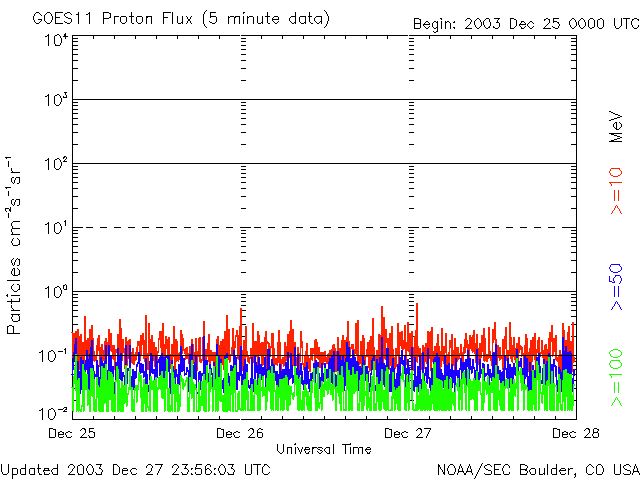 GOES11 Proton Flux (5 minute data)
Begin: 2003 Dec 25 0000 UTC
Particles cm⁻²s⁻¹sr⁻¹
10⁴
10³
10²
10¹
10⁰
10⁻¹
10⁻²
Dec 25
Dec 26
Dec 27
Dec 28
Universal Time
MeV
>=10
>=50
>=100
Updated 2003 Dec 27 23:56:03 UTC
NOAA/SEC Boulder, CO USA